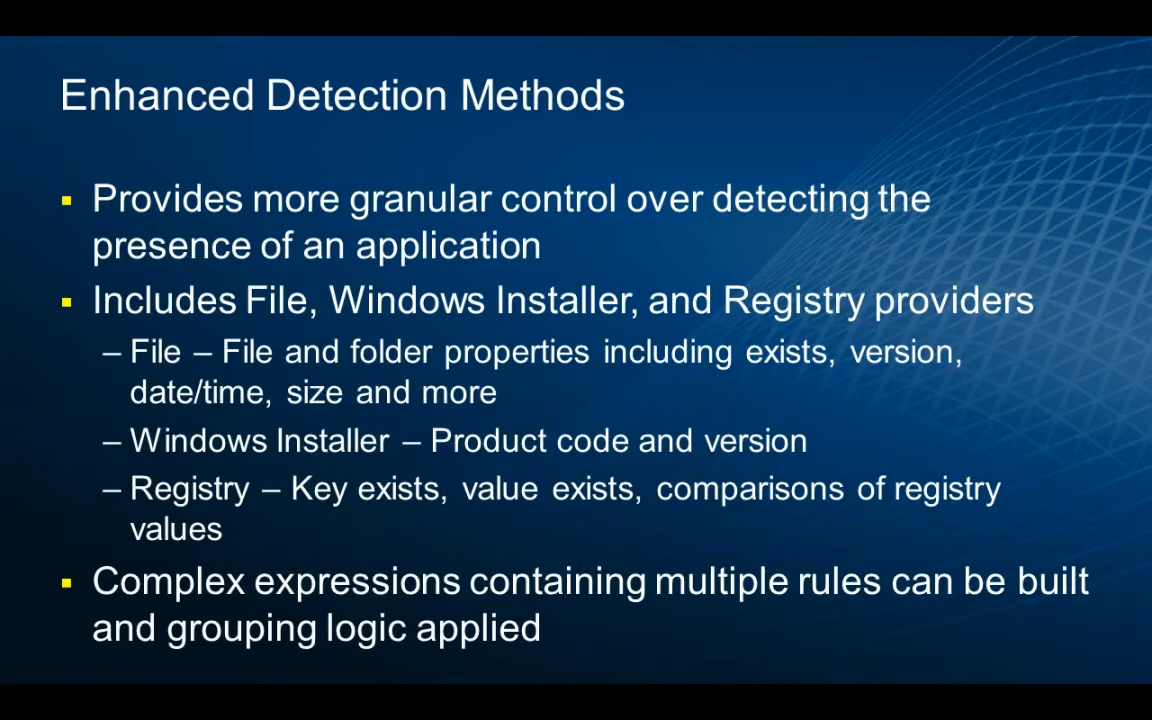 Enhanced Detection Methods
▪ Provides more granular control over detecting the
presence of an application
▪ Includes File, Windows Installer, and Registry providers
– File – File and folder properties including exists, version,
date/time, size and more
– Windows Installer – Product code and version
– Registry – Key exists, value exists, comparisons of registry
values
▪ Complex expressions containing multiple rules can be built
and grouping logic applied